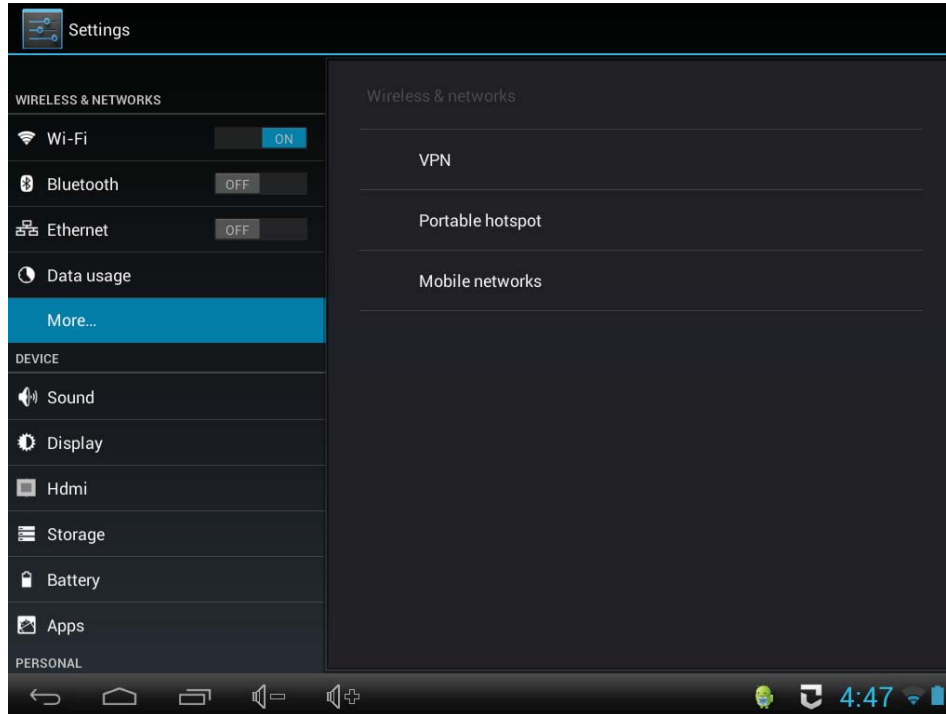 Settings
WIRELESS & NETWORKS
Wi-Fi ON
Bluetooth OFF
Ethernet OFF
Data usage
More...
DEVICE
Sound
Display
Hdmi
Storage
Battery
Apps
PERSONAL
Wireless & networks
VPN
Portable hotspot
Mobile networks
4:47